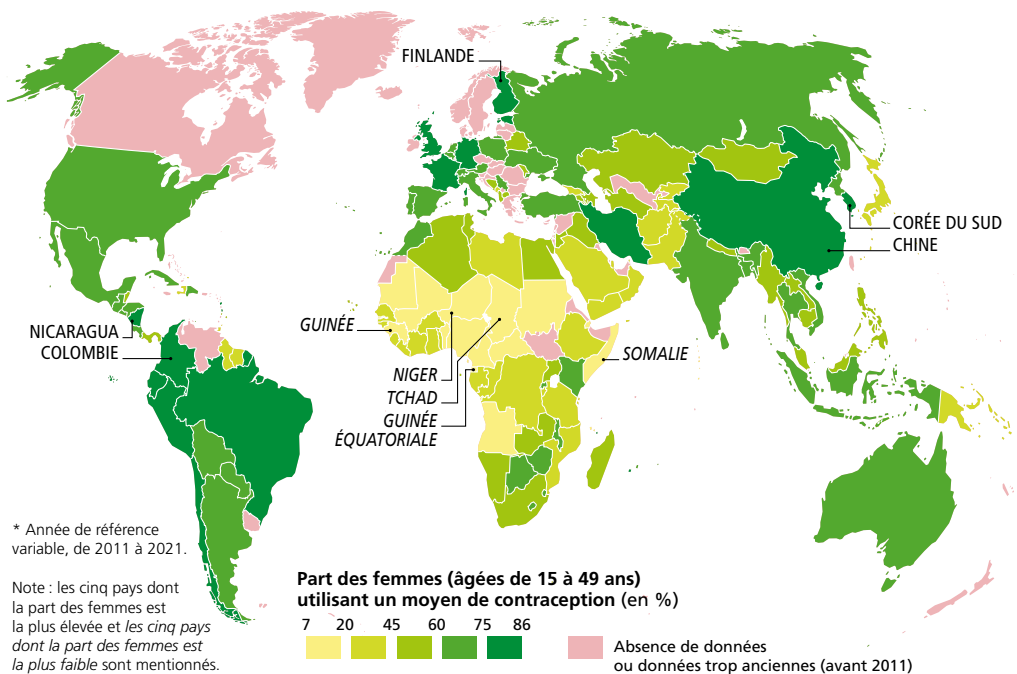 FINLANDE
CORÉE DU SUD
CHINE
NICARAGUA
COLOMBIE
GUINÉE
SOMALIE
NIGER
TCHAD
GUINÉE
ÉQUATORIALE
* Année de référence
variable, de 2011 à 2021.
Note : les cinq pays dont
la part des femmes est
la plus élevée et les cinq pays
dont la part des femmes est
la plus faible sont mentionnés.
Part des femmes (âgées de 15 à 49 ans)
utilisant un moyen de contraception (en %)
7 20 45 60 75 86
Absence de données
ou données trop anciennes (avant 2011)